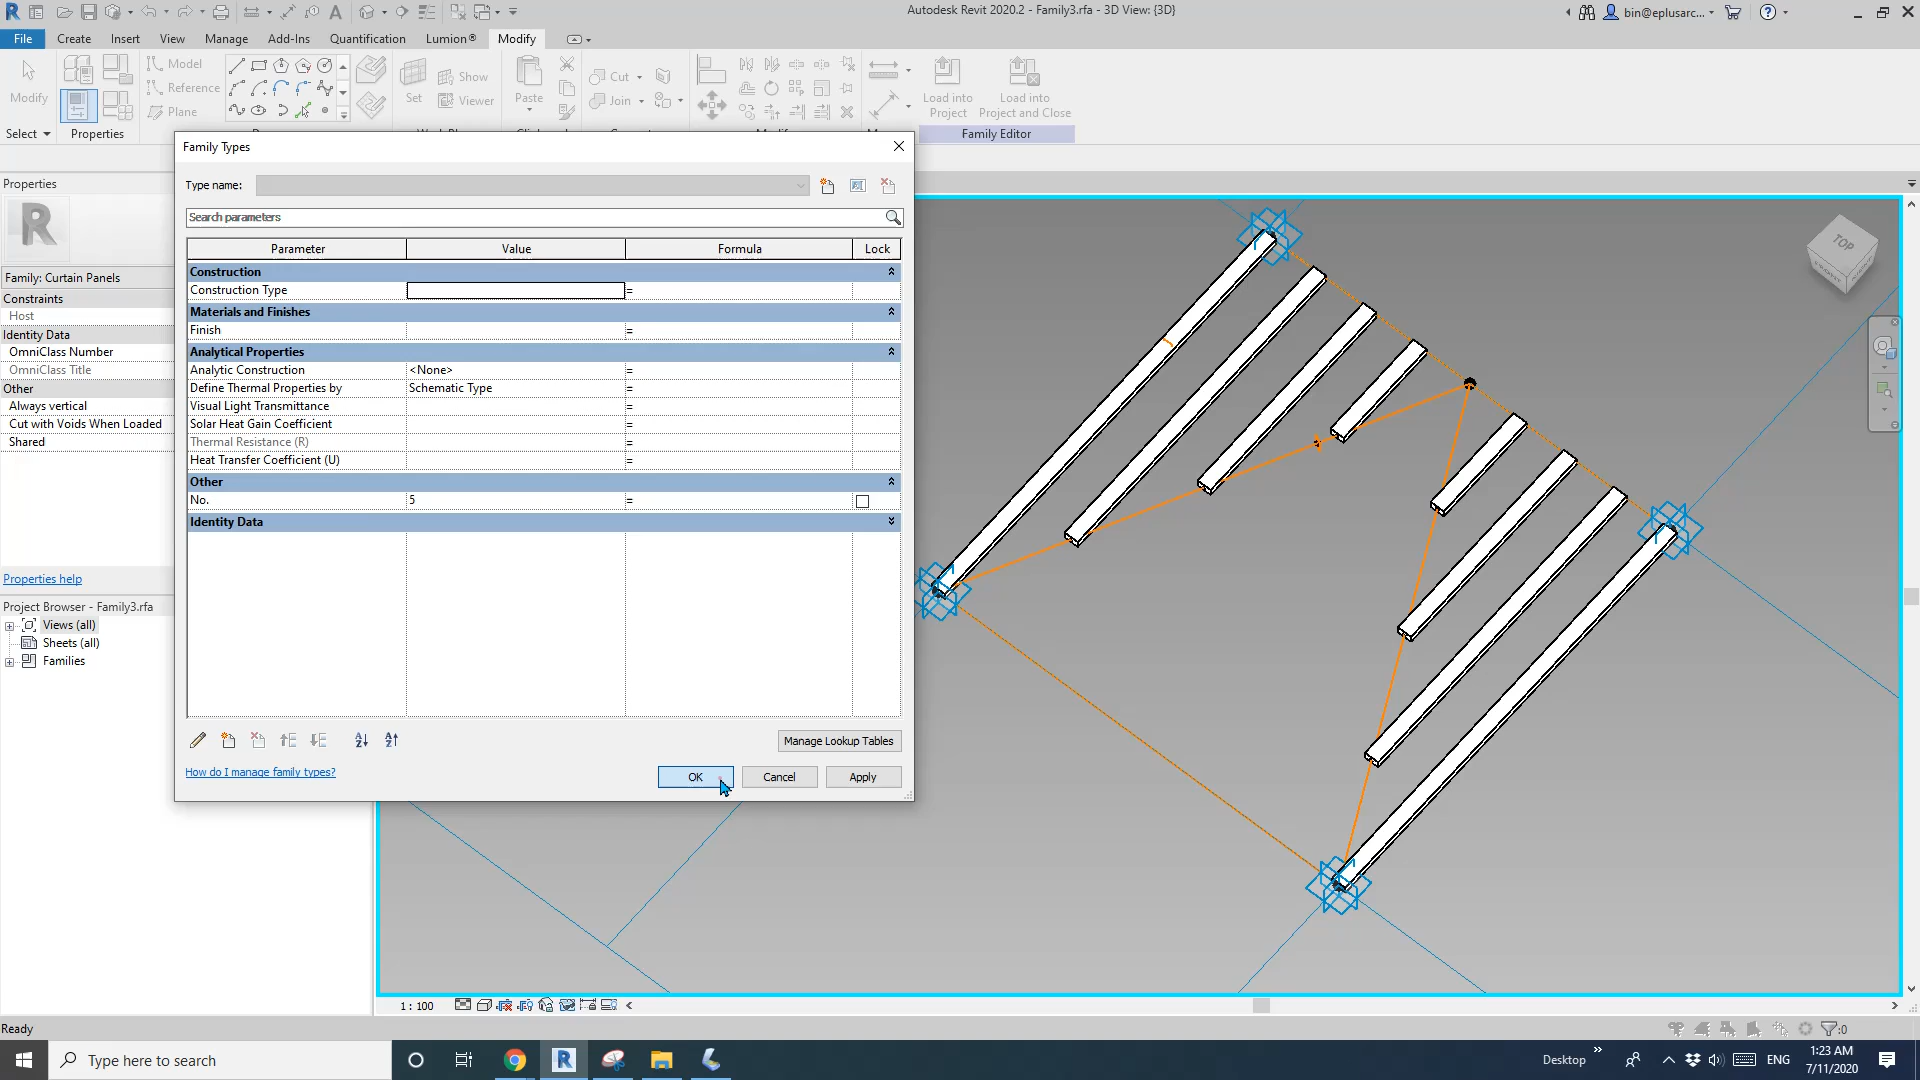 Autodesk Revit 2020.2 - Family3.rfa - 3D View: {3D}
bin@eplusarc...
File Create Insert View Manage Add-Ins Quantification Lumion® Modify
Modify
Model
Reference
Plane
Set
Show
Viewer
Paste
Cut
Join
Load into
Project
Load into
Project and Close
Select
Properties
Family Editor
Properties
Family: Curtain Panels
Constraints
Host
Identity Data
OmniClass Number
OmniClass Title
Other
Always vertical
Cut with Voids When Loaded
Shared
Properties help
Project Browser - Family3.rfa
Views (all)
Sheets (all)
Families
Family Types
Type name:
Search parameters
Parameter Value Formula Lock
Construction
Construction Type =
Materials and Finishes
Finish =
Analytical Properties
Analytic Construction <None> =
Define Thermal Properties by Schematic Type =
Visual Light Transmittance =
Solar Heat Gain Coefficient =
Thermal Resistance (R) =
Heat Transfer Coefficient (U) =
Other
No. 5 =
Identity Data
Manage Lookup Tables
How do I manage family types?
OK Cancel Apply
TOP
FRONT
RIGHT
1 : 100
Ready
:0
Type here to search
Desktop
ENG
1:23 AM
7/11/2020